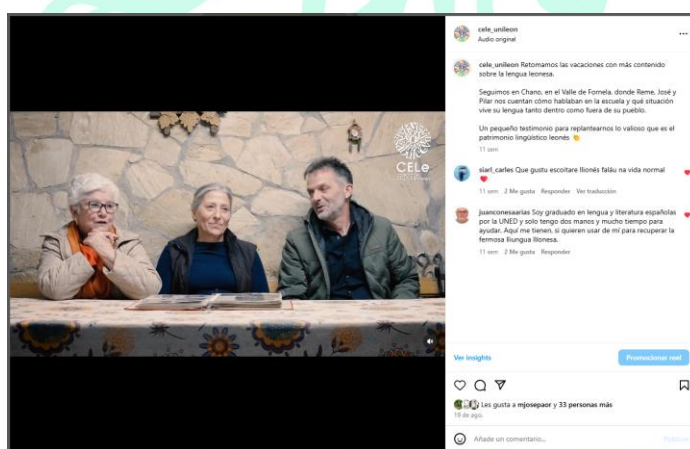 CELe
cele_unileon
Audio original
cele_unileon Retomamos las vacaciones con más contenido
sobre la lengua leonesa.
Seguimos en Chano, en el Valle de Fornela, donde Reme, José y
Pilar nos cuentan cómo hablaban en la escuela y qué situación
vive su lengua tanto dentro como fuera de su pueblo.
Un pequeño testimonio para replantearnos lo valioso que es el
patrimonio lingüístico leonés 👏
11 sem
siarl_carles Que gustu escoitare llionés faláu na vida normal
❤️
11 sem 2 Me gusta Responder Ver traducción
juanconesaarias Soy graduado en lengua y literatura españolas
por la UNED y solo tengo dos manos y mucho tiempo para
ayudar. Aquí me tienen, si quieren usar de mí para recuperar la
fermosa lliungua llionesa.
11 sem 2 Me gusta Responder
Ver insights
Promocionar reel
Les gusta a mjosepaor y 33 personas más
19 de ago.
Añade un comentario...
Publicar